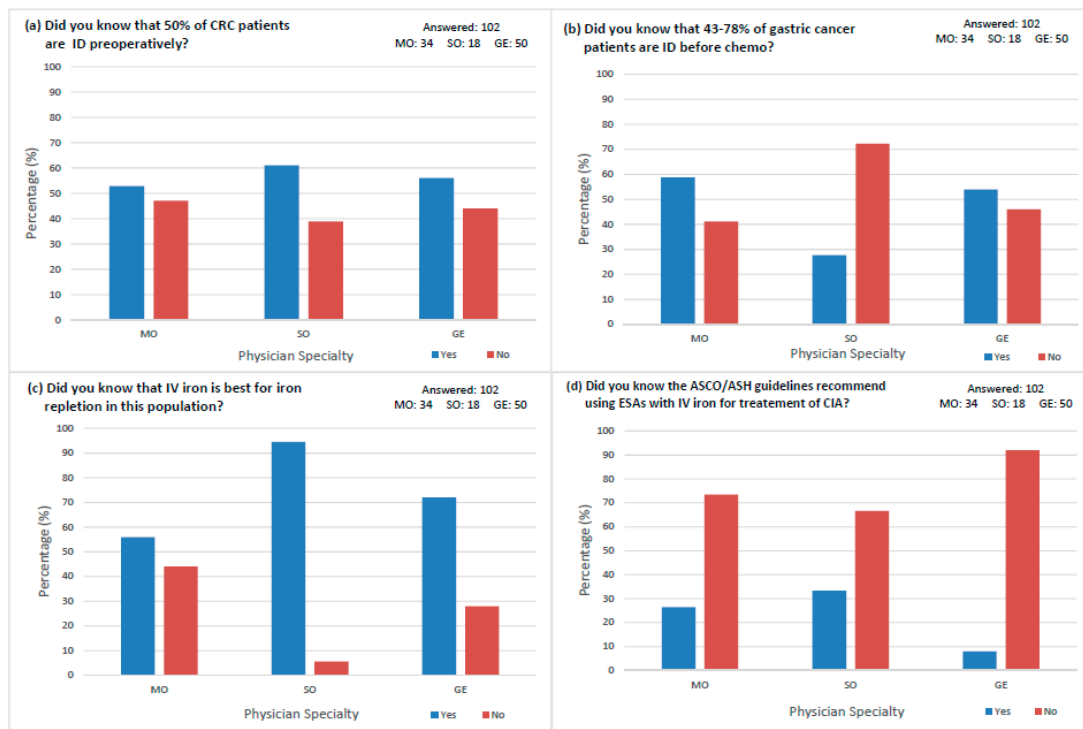 (a) Did you know that 50% of CRC patients
are ID preoperatively?
Answered: 102
MO: 34 SO: 18 GE: 50
100
90
80
70
60
50
40
30
20
10
0
Percentage (%)
MO
SO
GE
Physician Specialty
Yes
No
(b) Did you know that 43-78% of gastric cancer
patients are ID before chemo?
Answered: 102
MO: 34 SO: 18 GE: 50
100
90
80
70
60
50
40
30
20
10
0
Percentage (%)
MO
SO
GE
Physician Specialty
Yes
No
(c) Did you know that IV iron is best for iron
repletion in this population?
Answered: 102
MO: 34 SO: 18 GE: 50
100
90
80
70
60
50
40
30
20
10
0
Percentage (%)
MO
SO
GE
Physician Specialty
Yes
No
(d) Did you know the ASCO/ASH guidelines recommend
using ESAs with IV iron for treatement of CIA?
Answered: 102
MO: 34 SO: 18 GE: 50
100
90
80
70
60
50
40
30
20
10
0
Percentage (%)
MO
SO
GE
Physician Specialty
Yes
No